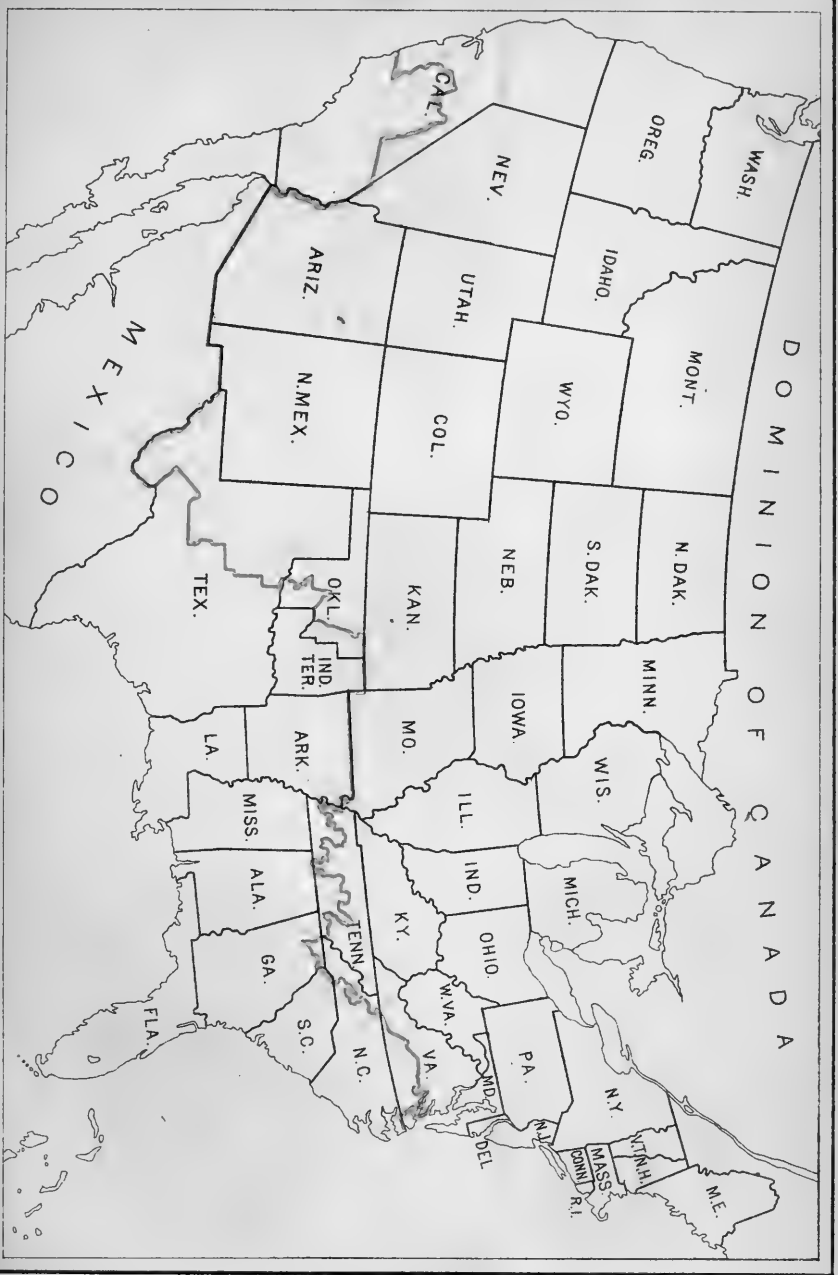 DOMINION OF CANADA
WASH.
OREG.
CAL.
NEV.
IDAHO.
MONT.
WYO.
UTAH.
ARIZ.
COL.
N.MEX.
N. DAK.
S. DAK.
NEB.
KAN.
OKL.
IND.
TER.
TEX.
MINN.
IOWA.
MO.
ARK.
LA.
WIS.
ILL.
MICH.
IND.
OHIO.
KY.
TENN
MISS.
ALA.
GA.
FLA.
S.C.
N.C.
VA.
W.VA.
PA.
MD.
DEL
N.J.
N.Y.
V.T.
N.H.
M.E.
MASS
CONN.
R.I.
MEXICO